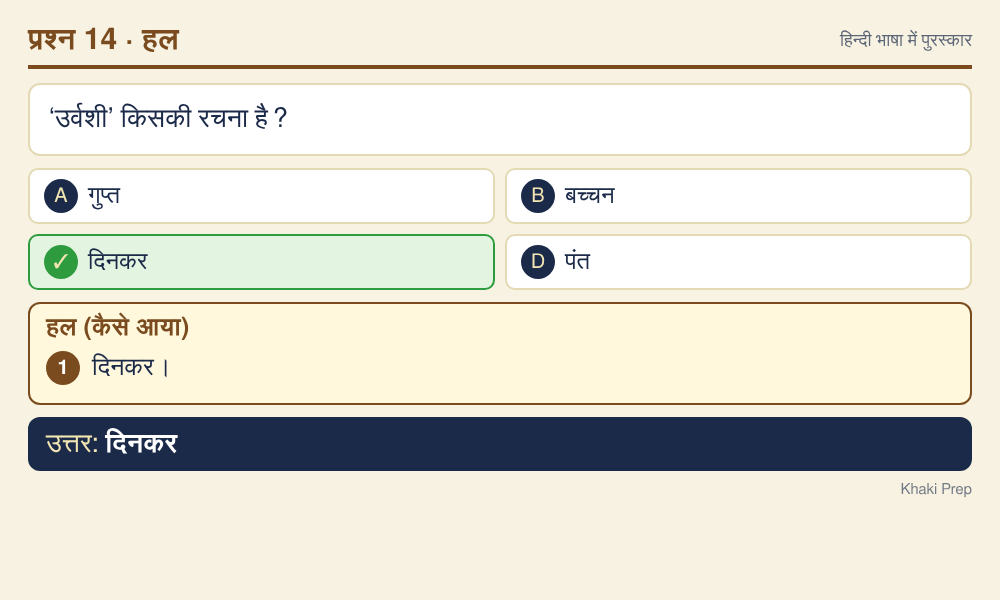 प्रश्न 14 · हल
हिन्दी भाषा में पुरस्कार
‘उर्वशी’ किसकी रचना है ?
A गुप्त
B बच्चन
✓ दिनकर
D पंत
हल (कैसे आया)
1 दिनकर।
उत्तर: दिनकर
Khaki Prep